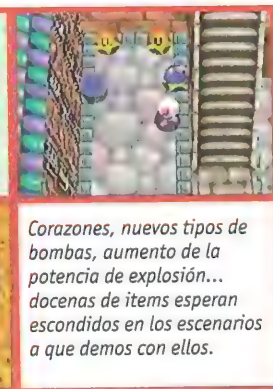 Corazones, nuevos tipos de
bombas, aumento de la
potencia de explosión...
docenas de items esperan
escondidos en los escenarios
a que demos con ellos.